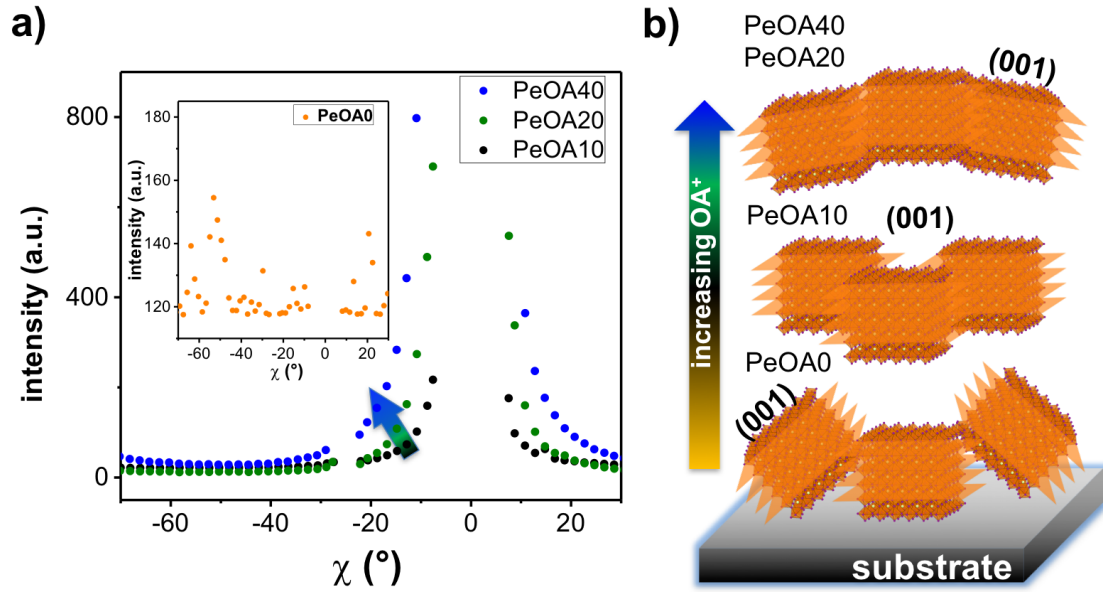 a)
PeOA40
PeOA20
PeOA10
800
400
0
-60
-40
-20
0
20
intensity (a.u.)
χ (°)
PeOA0
180
160
140
120
-60
-40
-20
0
20
intensity (a.u.)
χ (°)
b)
PeOA40
PeOA20
(001)
PeOA10
(001)
PeOA0
(001)
increasing OA⁺
substrate